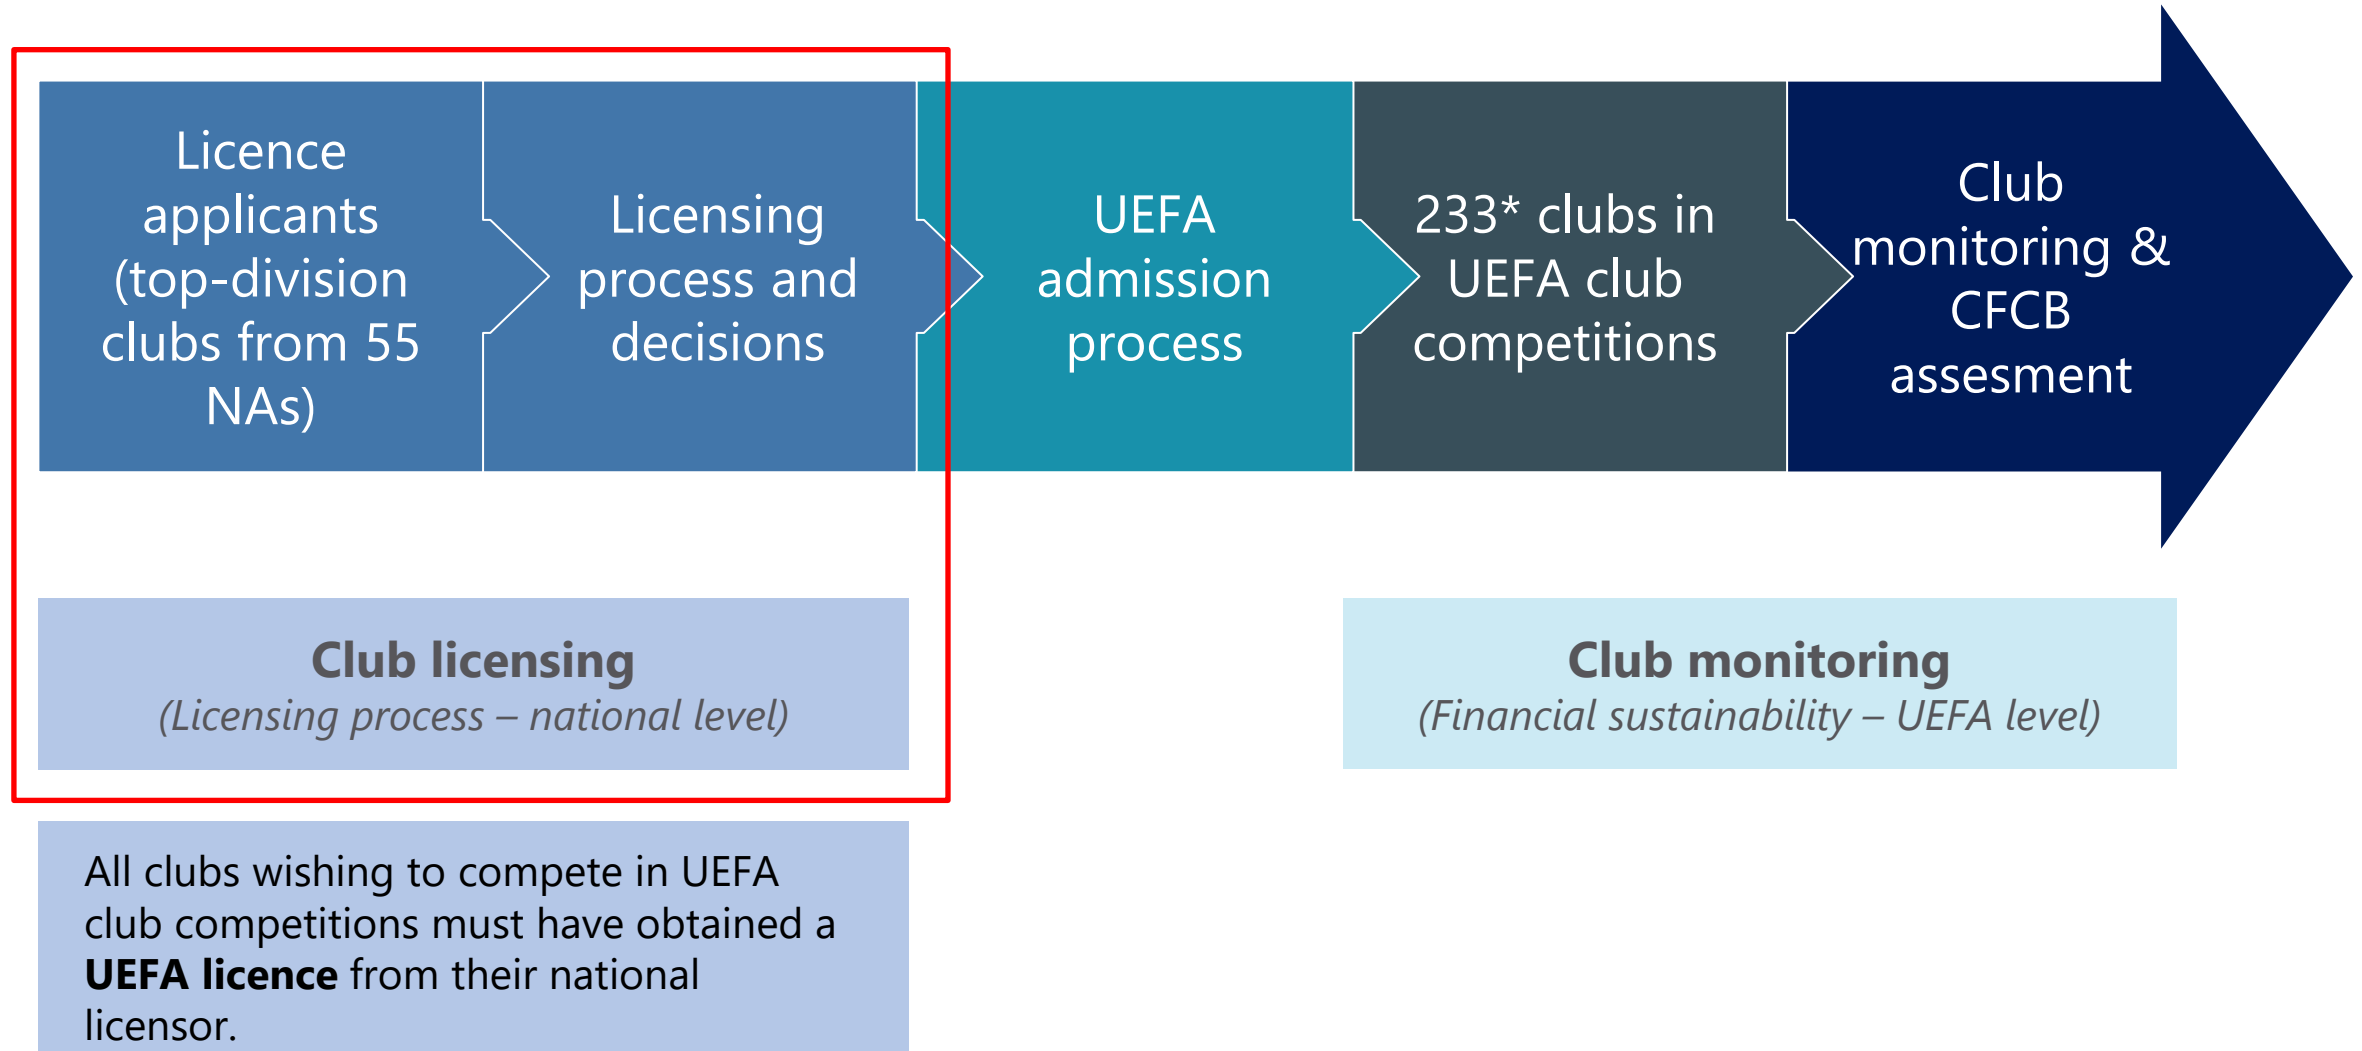 Licence
applicants
(top-division
clubs from 55
NAs)
Licensing
process and
decisions
UEFA
admission
process
233* clubs in
UEFA club
competitions
Club
monitoring &
CFCB
assesment
Club licensing
(Licensing process – national level)
Club monitoring
(Financial sustainability – UEFA level)
All clubs wishing to compete in UEFA
club competitions must have obtained a
UEFA licence from their national
licensor.